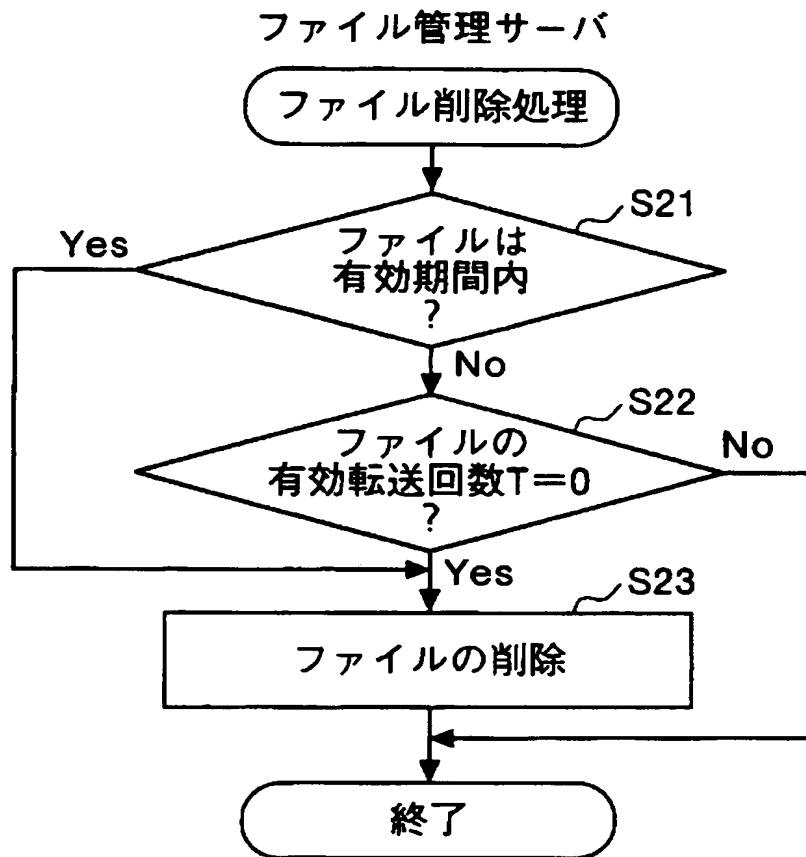 ファイル管理サーバ
ファイル削除処理
S21
Yes
ファイルは
有効期間内
?
No
S22
ファイルの
有効転送回数T=0
?
No
Yes
S23
ファイルの削除
終了